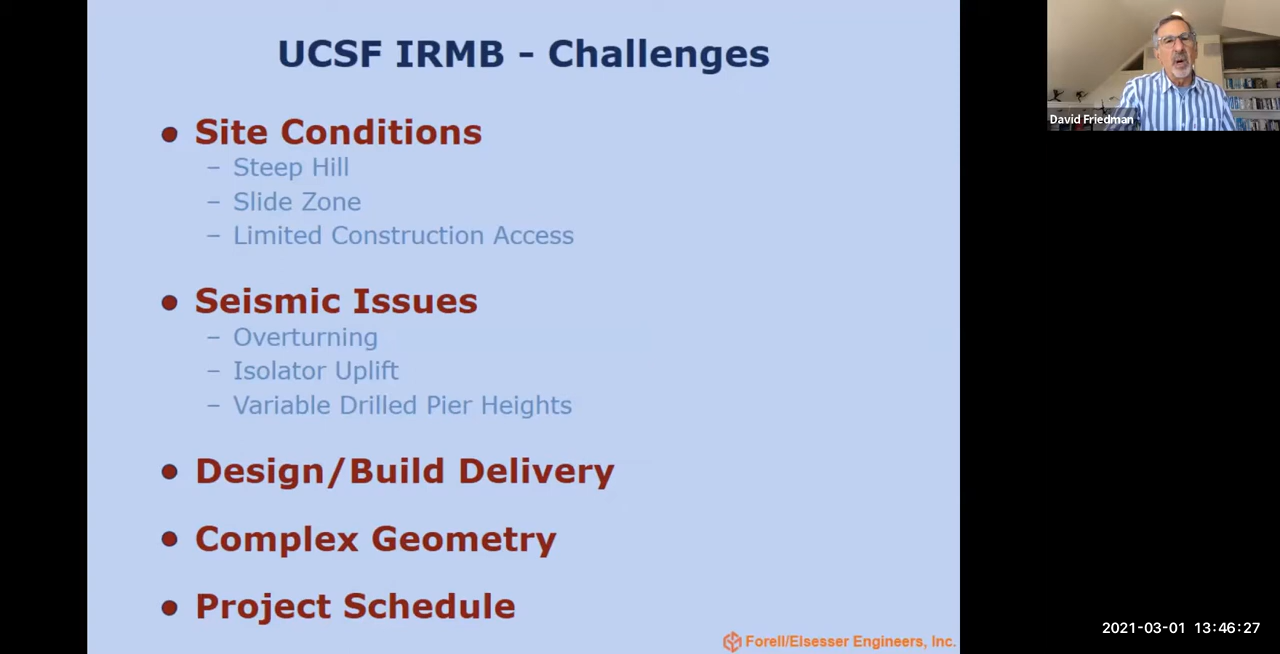 UCSF IRMB - Challenges
● Site Conditions
– Steep Hill
– Slide Zone
– Limited Construction Access
● Seismic Issues
– Overturning
– Isolator Uplift
– Variable Drilled Pier Heights
● Design/Build Delivery
● Complex Geometry
● Project Schedule
Forell/Elsesser Engineers, Inc.
David Friedman
2021-03-01 13:46:27